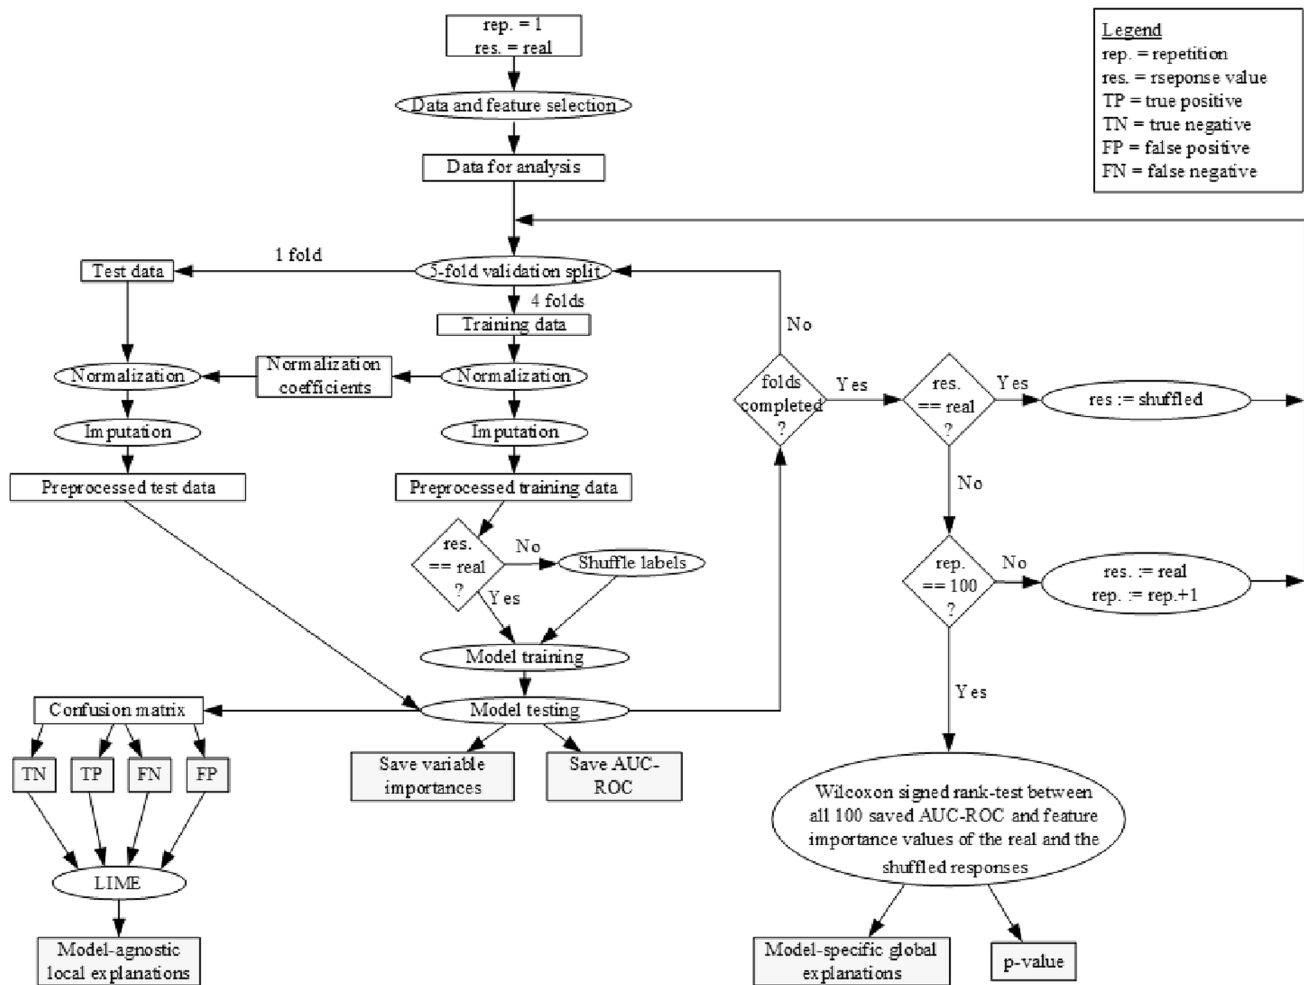 rep. = 1
res. = real
Legend
rep. = repetition
res. = rseponse value
TP = true positive
TN = true negative
FP = false positive
FN = false negative
Data and feature selection
Data for analysis
1 fold
Test data
5-fold validation split
4 folds
Training data
No
Normalization
Normalization
coefficients
Normalization
folds
completed
?
Yes
res.
== real
?
Yes
res := shuffled
Imputation
Imputation
Preprocessed test data
Preprocessed training data
No
res.
== real
?
No
Shuffle labels
Yes
rep.
== 100
?
No
res. := real
rep. := rep.+1
Model training
Yes
Confusion matrix
Model testing
TN
TP
FN
FP
Save variable
importances
Save AUC-
ROC
Wilcoxon signed rank-test between
all 100 saved AUC-ROC and feature
importance values of the real and the
shuffled responses
LIME
Model-agnostic
local explanations
Model-specific global
explanations
p-value